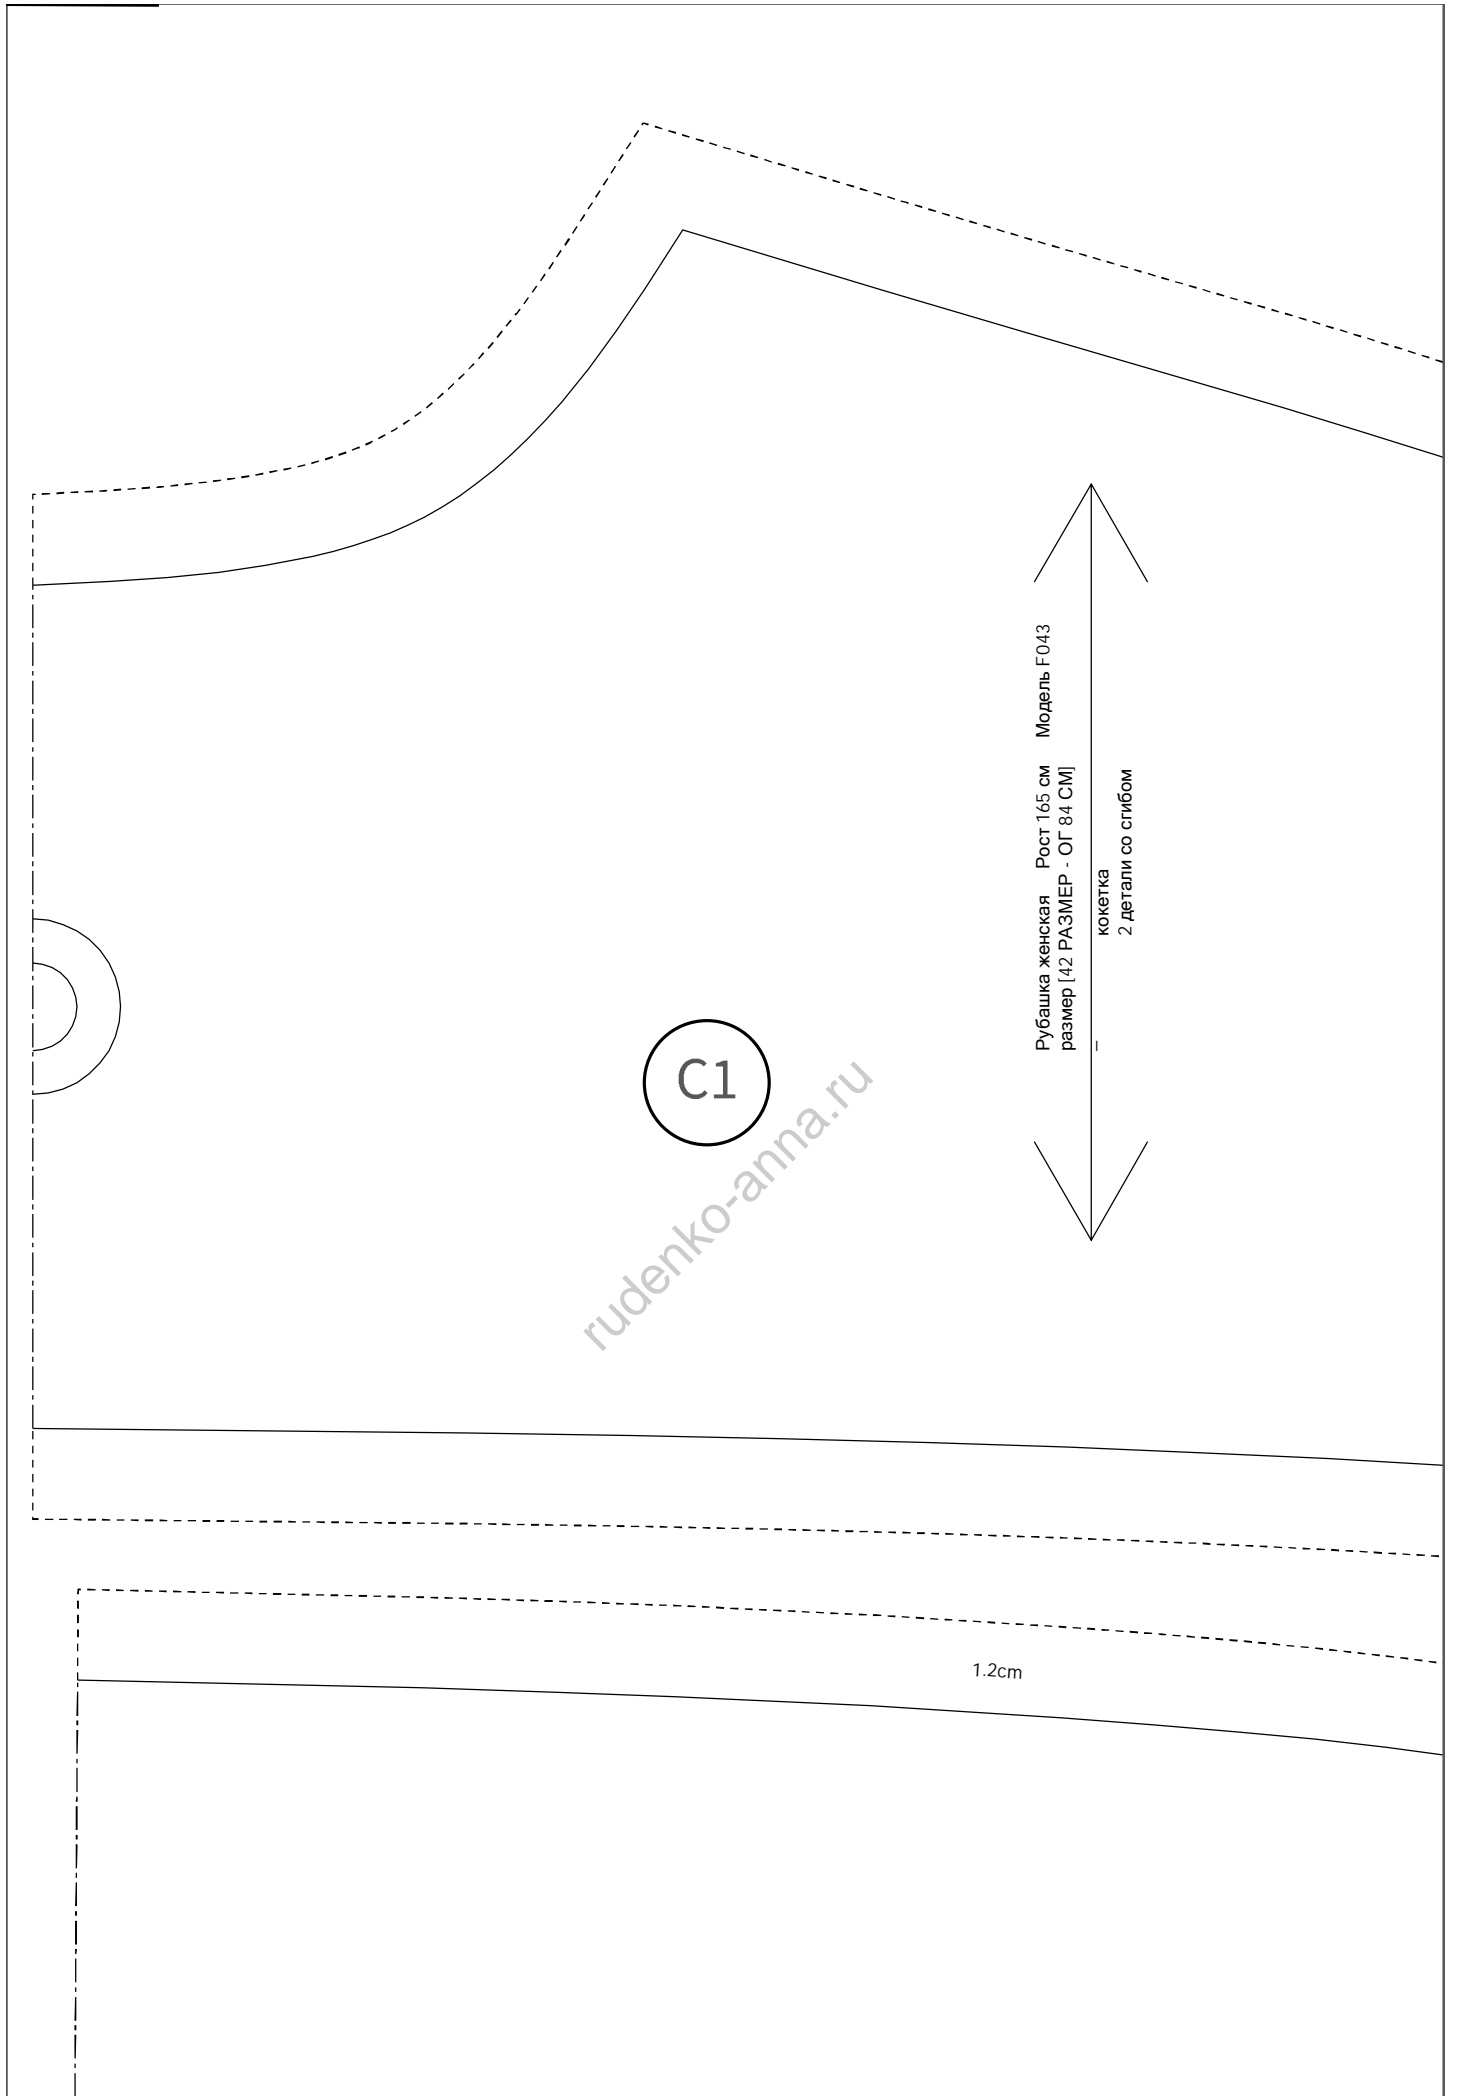 Рубашка женская Рост 165 см Модель F043
размер [42 РАЗМЕР - ОГ 84 СМ]
_
кокетка
2 детали со сгибом
C1
rudenko-anna.ru
1.2cm